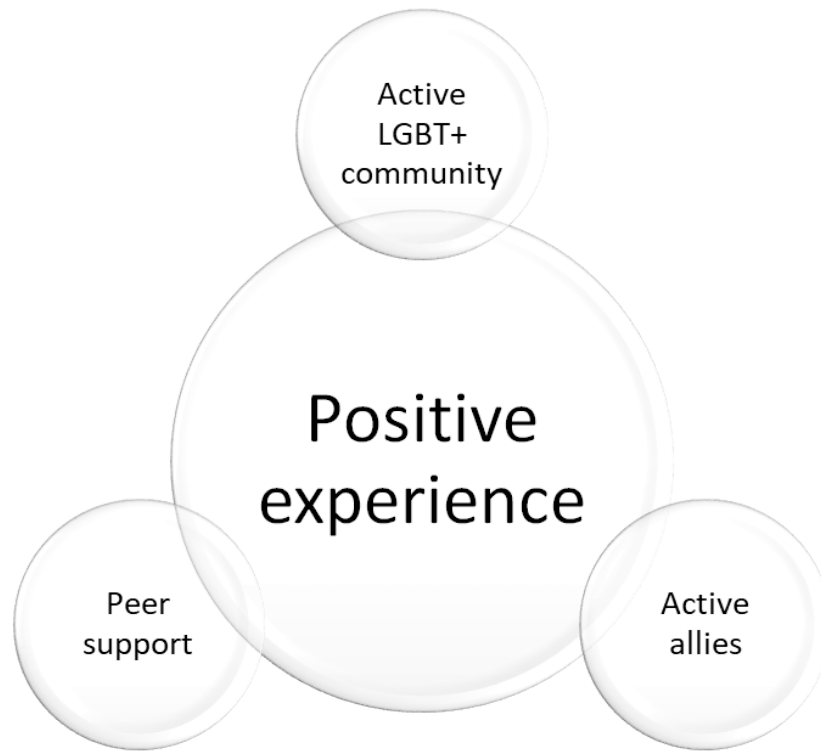 Active
LGBT+
community
Positive
experience
Peer
support
Active
allies